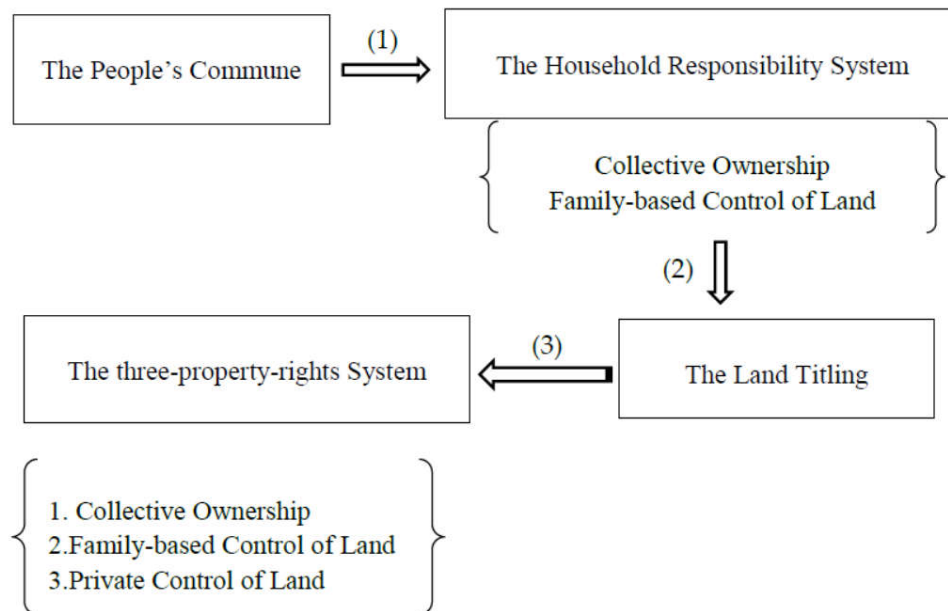 The People’s Commune
(1)
The Household Responsibility System
Collective Ownership
Family-based Control of Land
(2)
The three-property-rights System
(3)
The Land Titling
1. Collective Ownership
2.Family-based Control of Land
3.Private Control of Land